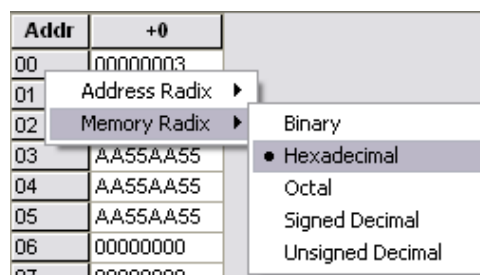 Addr +0
00 00000003
01 Address Radix
02 Memory Radix Binary
03 AA55AA55 Hexadecimal
04 AA55AA55 Octal
05 AA55AA55 Signed Decimal
06 00000000 Unsigned Decimal